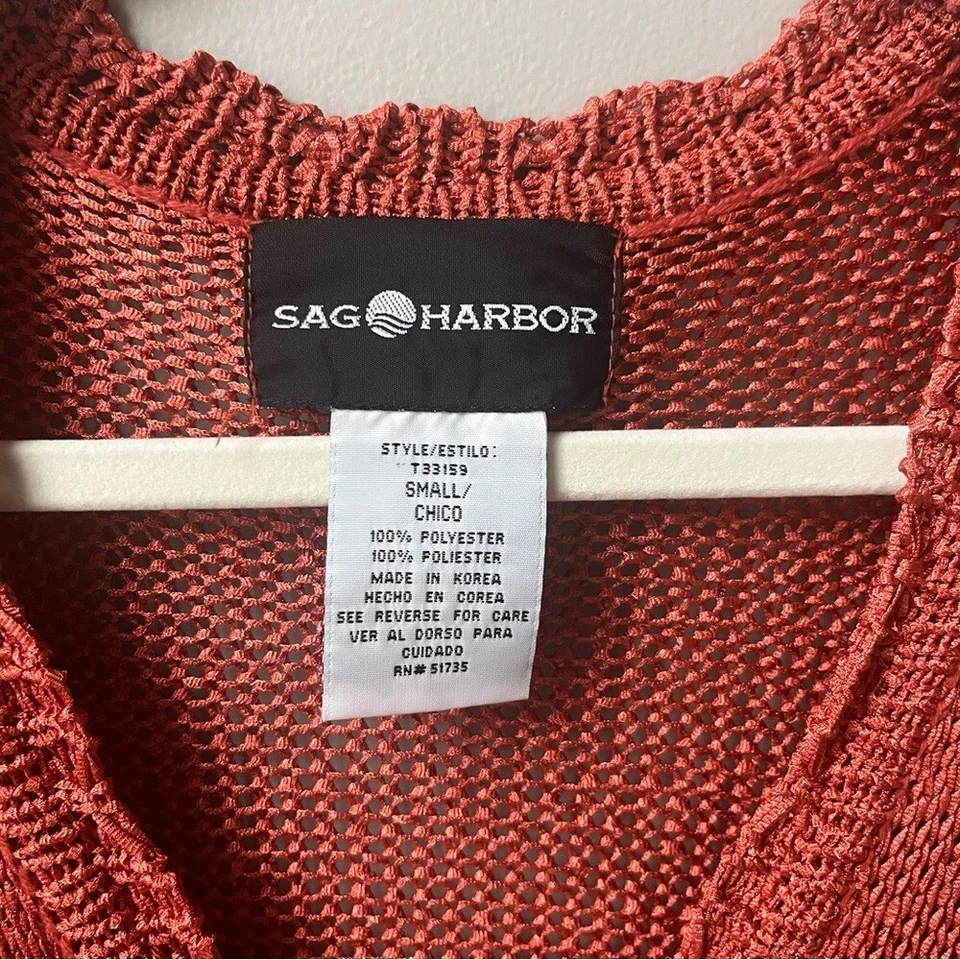 SAG HARBOR
STYLE/ESTILO:
T33159
SMALL/
CHICO
100% POLYESTER
100% POLIESTER
MADE IN KOREA
HECHO EN COREA
SEE REVERSE FOR CARE
VER AL DORSO PARA
CUIDADO
RN# 51735